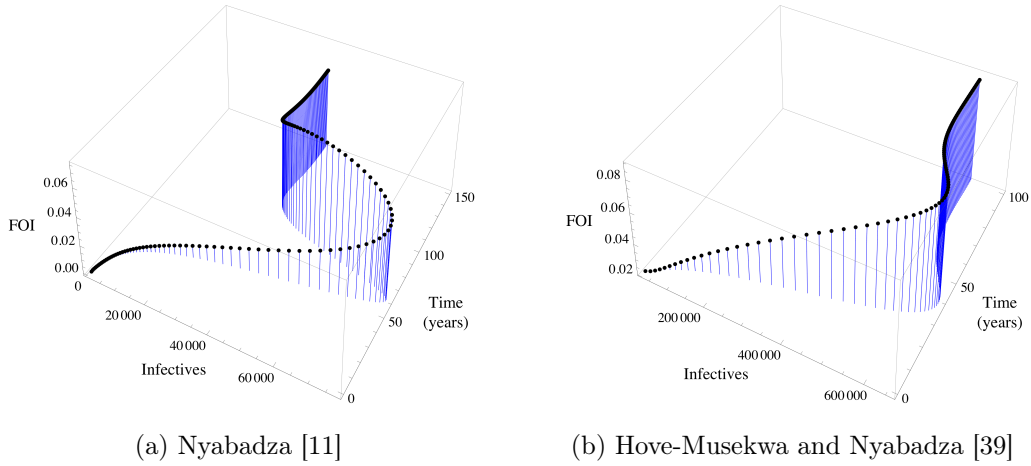 0.06
0.04
FOI
0.02
0.00
0
20 000
40 000
Infectives
60 000
0
50
100
150
Time
(years)
0.08
0.06
FOI
0.04
0.02
200 000
400 000
Infectives
600 000
0
50
100
Time
(years)
(a) Nyabadza [11]
(b) Hove-Musekwa and Nyabadza [39]